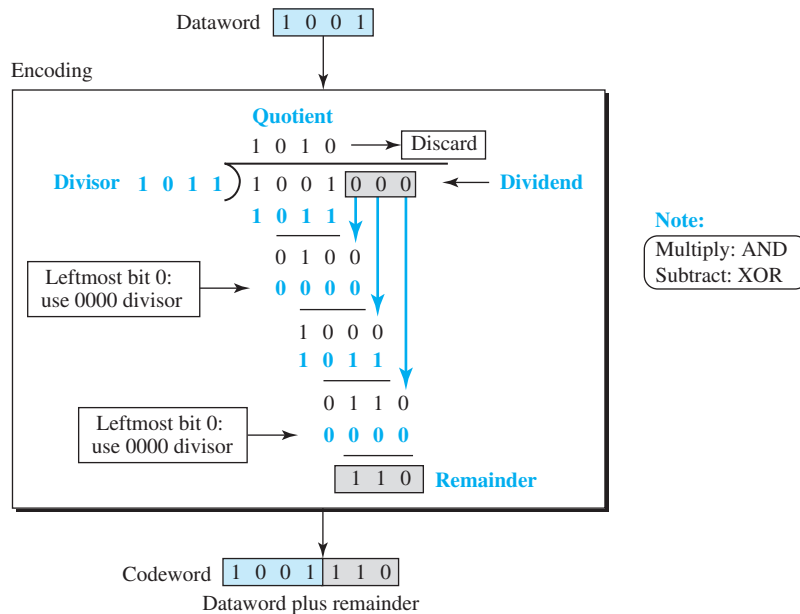 Dataword 1 0 0 1
Encoding
Quotient
1 0 1 0 Discard
Divisor 1 0 1 1 1 0 0 1 0 0 0 Dividend
1 0 1 1
0 1 0 0
Leftmost bit 0:
use 0000 divisor
0 0 0 0
1 0 0 0
1 0 1 1
0 1 1 0
Leftmost bit 0:
use 0000 divisor
0 0 0 0
1 1 0 Remainder
Note:
Multiply: AND
Subtract: XOR
Codeword 1 0 0 1 1 1 0
Dataword plus remainder